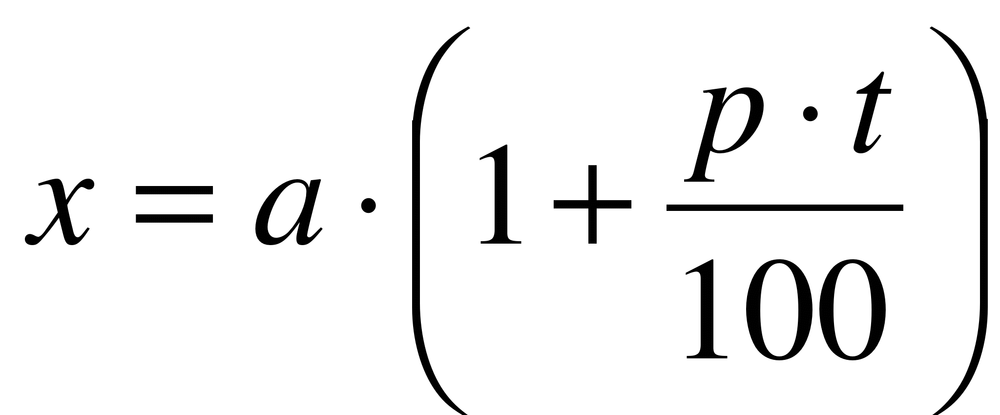 x = a · (1 + p · t / 100)